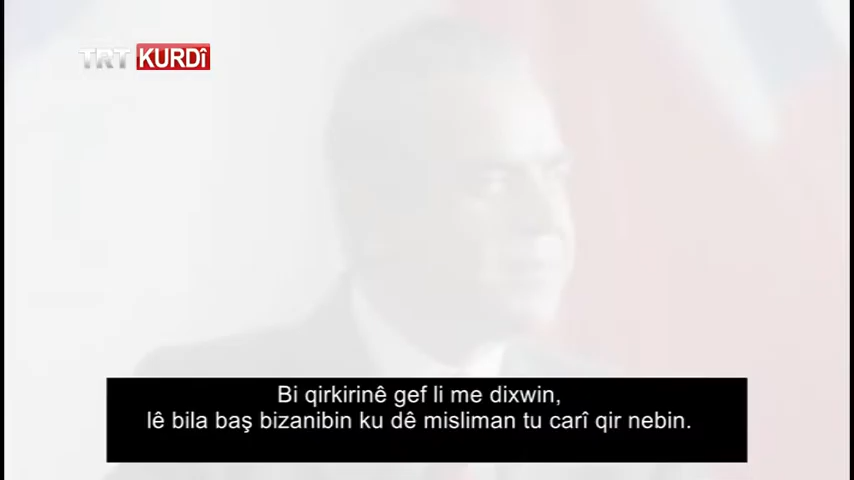 TRT KURDî
Bi qirkirinê gef li me dixwin,
lê bila baş bizanibin ku dê misliman tu carî qir nebin.